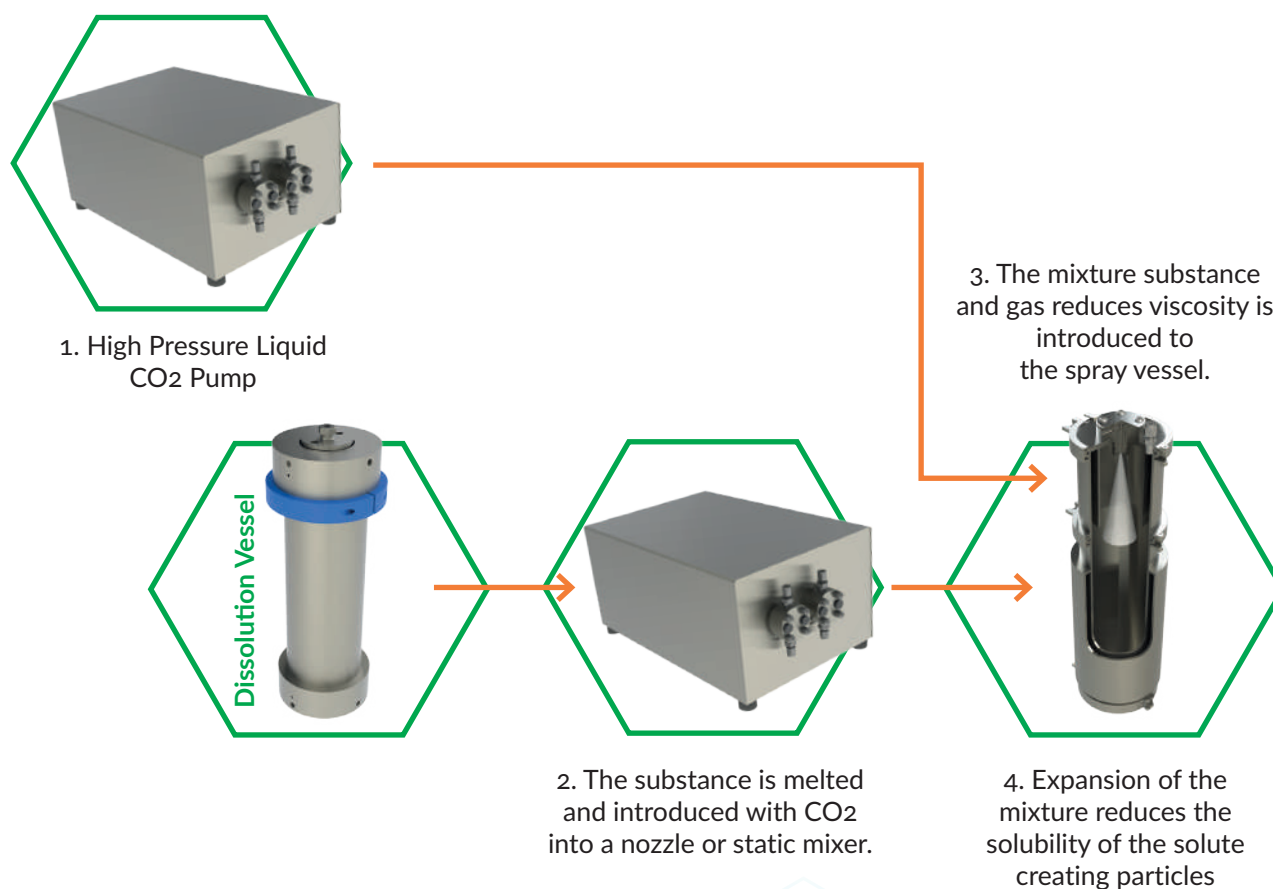 1. High Pressure Liquid
CO2 Pump
Dissolution Vessel
2. The substance is melted
and introduced with CO2
into a nozzle or static mixer.
3. The mixture substance
and gas reduces viscosity is
introduced to
the spray vessel.
4. Expansion of the
mixture reduces the
solubility of the solute
creating particles